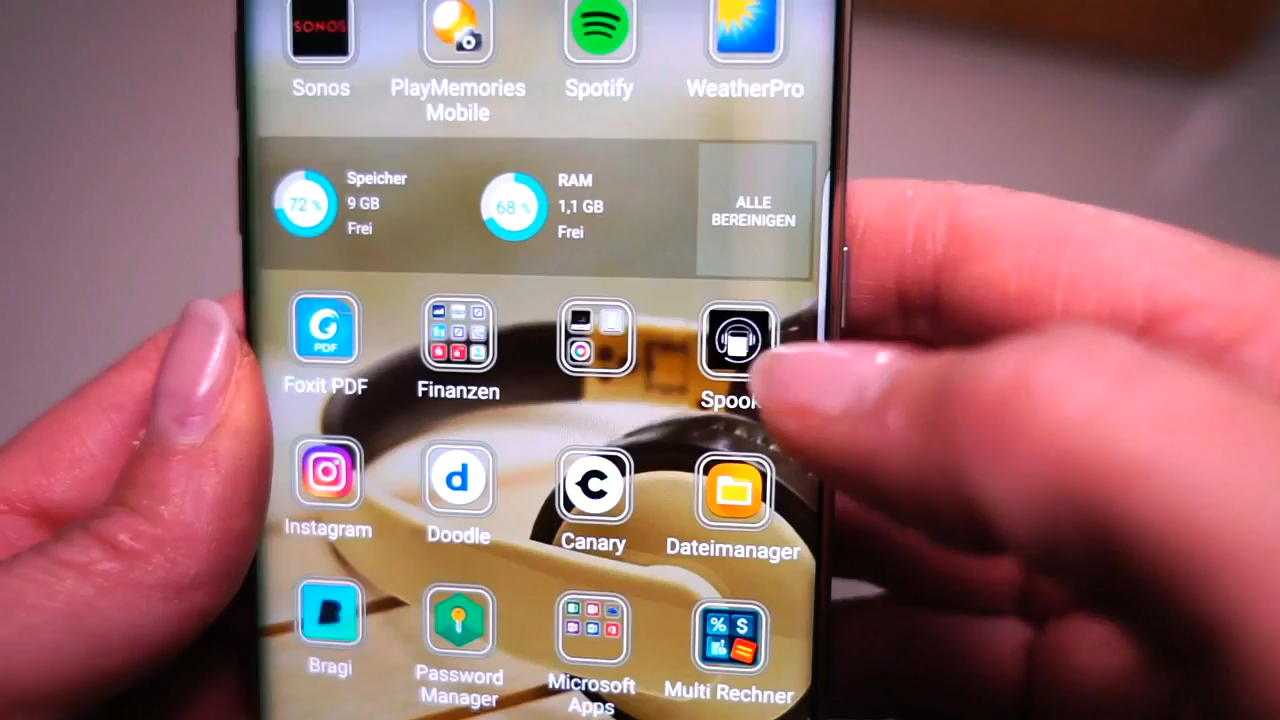 SONOS
Sonos
PlayMemories
Mobile
Spotify
WeatherPro
72 %
Speicher
9 GB
Frei
68 %
RAM
1,1 GB
Frei
ALLE
BEREINIGEN
PDF
Foxit PDF
Finanzen
Instagram
d
Doodle
C
Canary
Dateimanager
B
Bragi
Password
Manager
Microsoft
Apps
% $
Multi Rechner